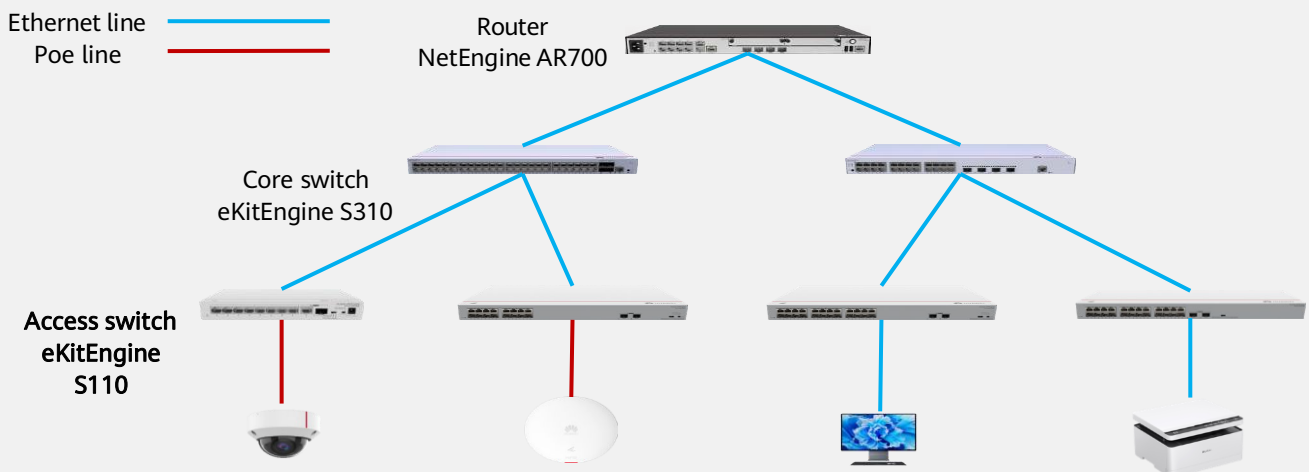 Ethernet line
Poe line
Router
NetEngine AR700
Core switch
eKitEngine S310
Access switch
eKitEngine
S110